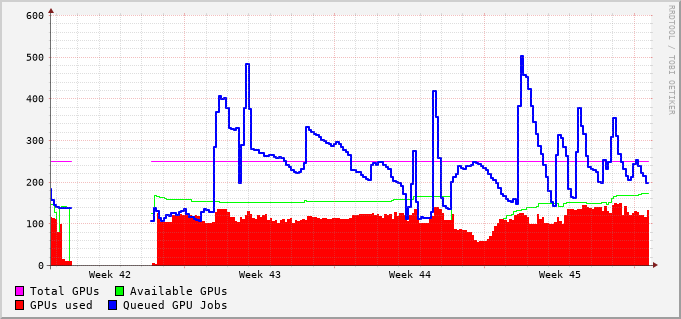 600
500
400
300
200
100
0
Week 42 Week 43 Week 44 Week 45
Total GPUs Available GPUs
GPUs used Queued GPU Jobs
RRDTOOL / TOBI OETIKER